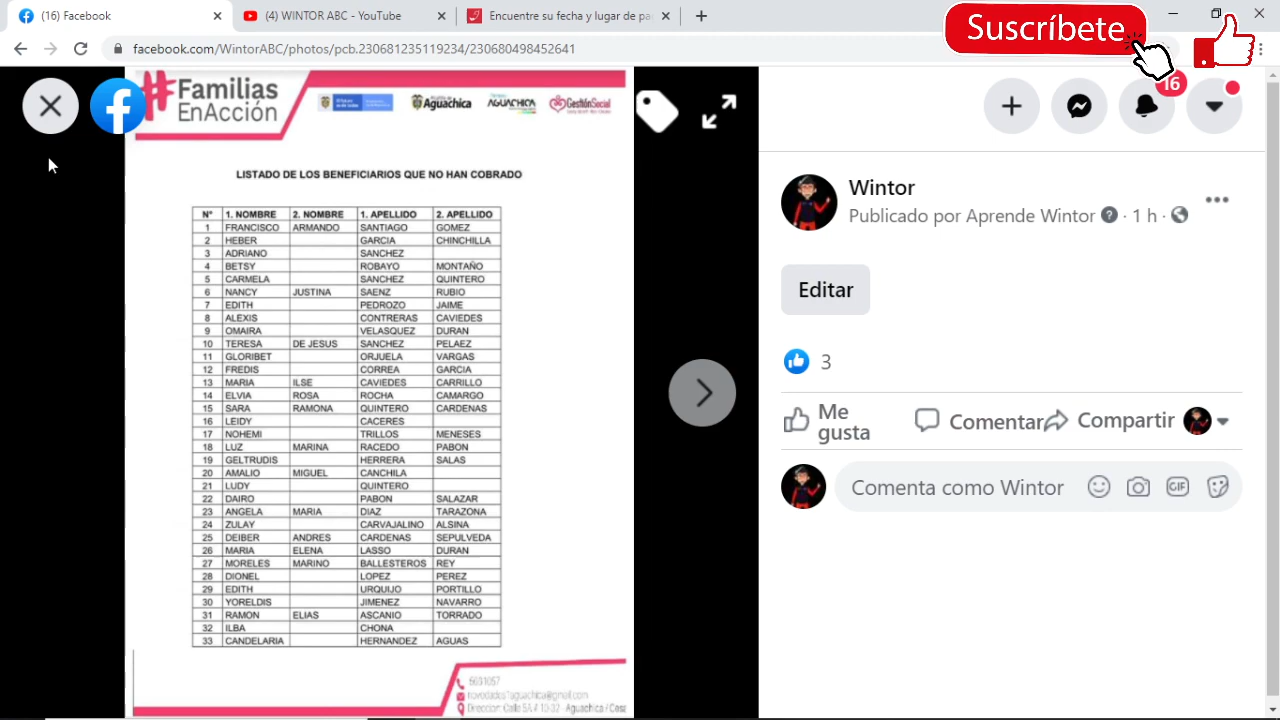 (16) Facebook
(4) WINTOR ABC - YouTube
Encuentre su fecha y lugar de pa
facebook.com/WintorABC/photos/pcb.230681235119234/230680498452641
Suscríbete
16
#Familias
EnAcción
Aguachica
AGUACHICA
GestiónSocial
LISTADO DE LOS BENEFICIARIOS QUE NO HAN COBRADO
N° 1. NOMBRE 2. NOMBRE 1. APELLIDO 2. APELLIDO
1 FRANCISCO ARMANDO SANTIAGO GOMEZ
2 HEBER GARCIA CHINCHILLA
3 ADRIANO SANCHEZ
4 BETSY ROBAYO MONTAÑO
5 CARMELA SANCHEZ QUINTERO
6 NANCY JUSTINA SAENZ RUBIO
7 EDITH PEDROZO JAIME
8 ALEXIS CONTRERAS CAVIEDES
9 OMAIRA VELASQUEZ DURAN
10 TERESA DE JESUS SANCHEZ PELAEZ
11 GLORIBET ORJUELA VARGAS
12 FREDIS CORREA GARCIA
13 MARIA ILSE CAVIEDES CARRILLO
14 ELVIA ROSA ROCHA CAMARGO
15 SARA RAMONA QUINTERO CARDENAS
16 LEIDY CACERES
17 NOHEMI TRILLOS MENESES
18 LUZ MARINA RACEDO PABON
19 GELTRUDIS HERRERA SALAS
20 AMALIO MIGUEL CANCHILA
21 LUDY QUINTERO
22 DAIRO PABON SALAZAR
23 ANGELA MARIA DIAZ TARAZONA
24 ZULAY CARVAJALINO ALSINA
25 DEIBER ANDRES CARDENAS SEPULVEDA
26 MARIA ELENA LASSO DURAN
27 MORELES MARINO BALLESTEROS REY
28 DIONEL LOPEZ PEREZ
29 EDITH URQUIJO PORTILLO
30 YORELDIS JIMENEZ NAVARRO
31 RAMON ELIAS ASCANIO TORRADO
32 ILBA CHONA
33 CANDELARIA HERNANDEZ AGUAS
Aguachica
Wintor
Publicado por Aprende Wintor · 1 h ·
Editar
3
Me gusta
Comentar
Compartir
Comenta como Wintor
GIF